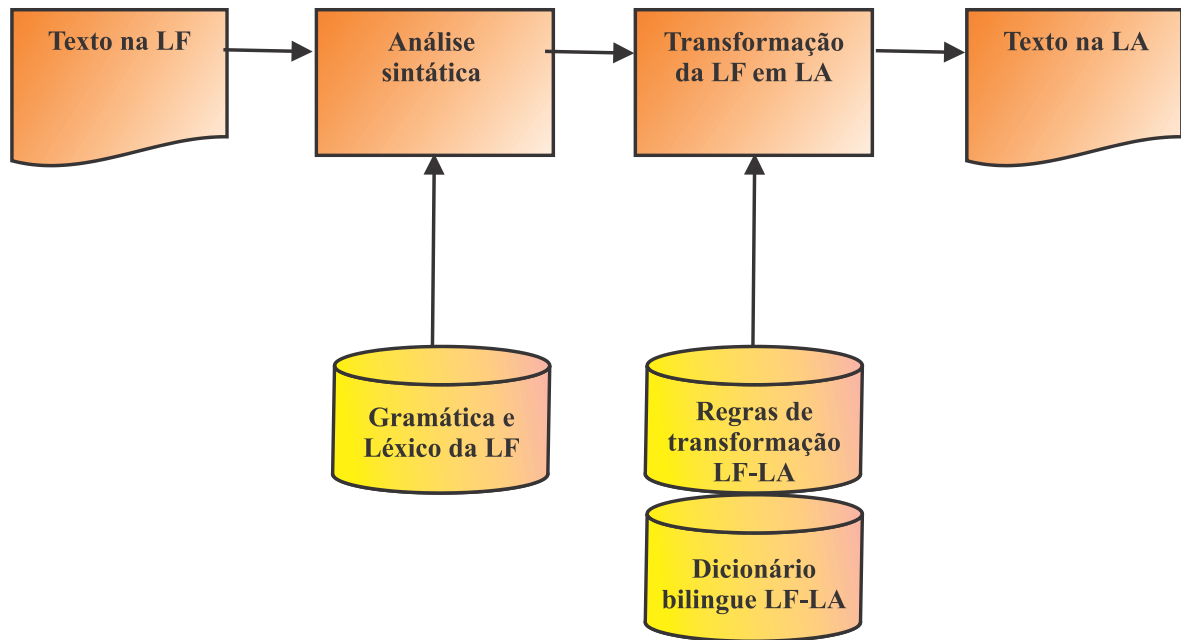 Texto na LF
Análise
sintática
Transformação
da LF em LA
Texto na LA
Gramática e
Léxico da LF
Regras de
transformação
LF-LA
Dicionário
bilingue LF-LA